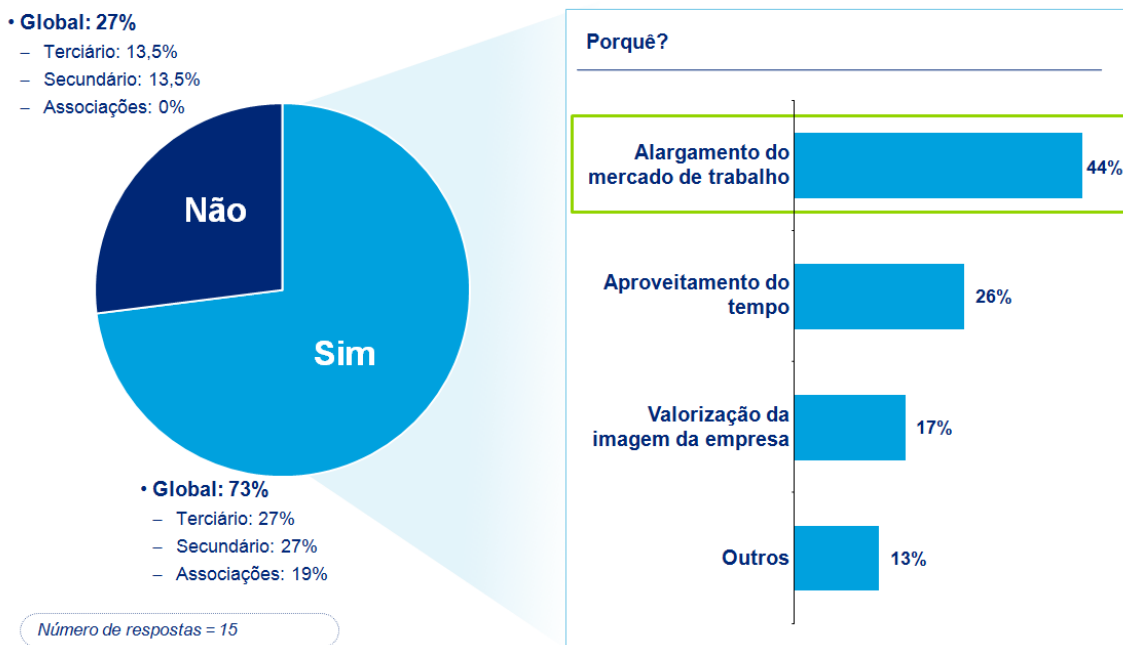 • Global: 27%
– Terciário: 13,5%
– Secundário: 13,5%
– Associações: 0%
Não
Sim
• Global: 73%
– Terciário: 27%
– Secundário: 27%
– Associações: 19%
Número de respostas = 15
Porquê?
Alargamento do
mercado de trabalho
44%
Aproveitamento do
tempo
26%
Valorização da
imagem da empresa
17%
Outros
13%